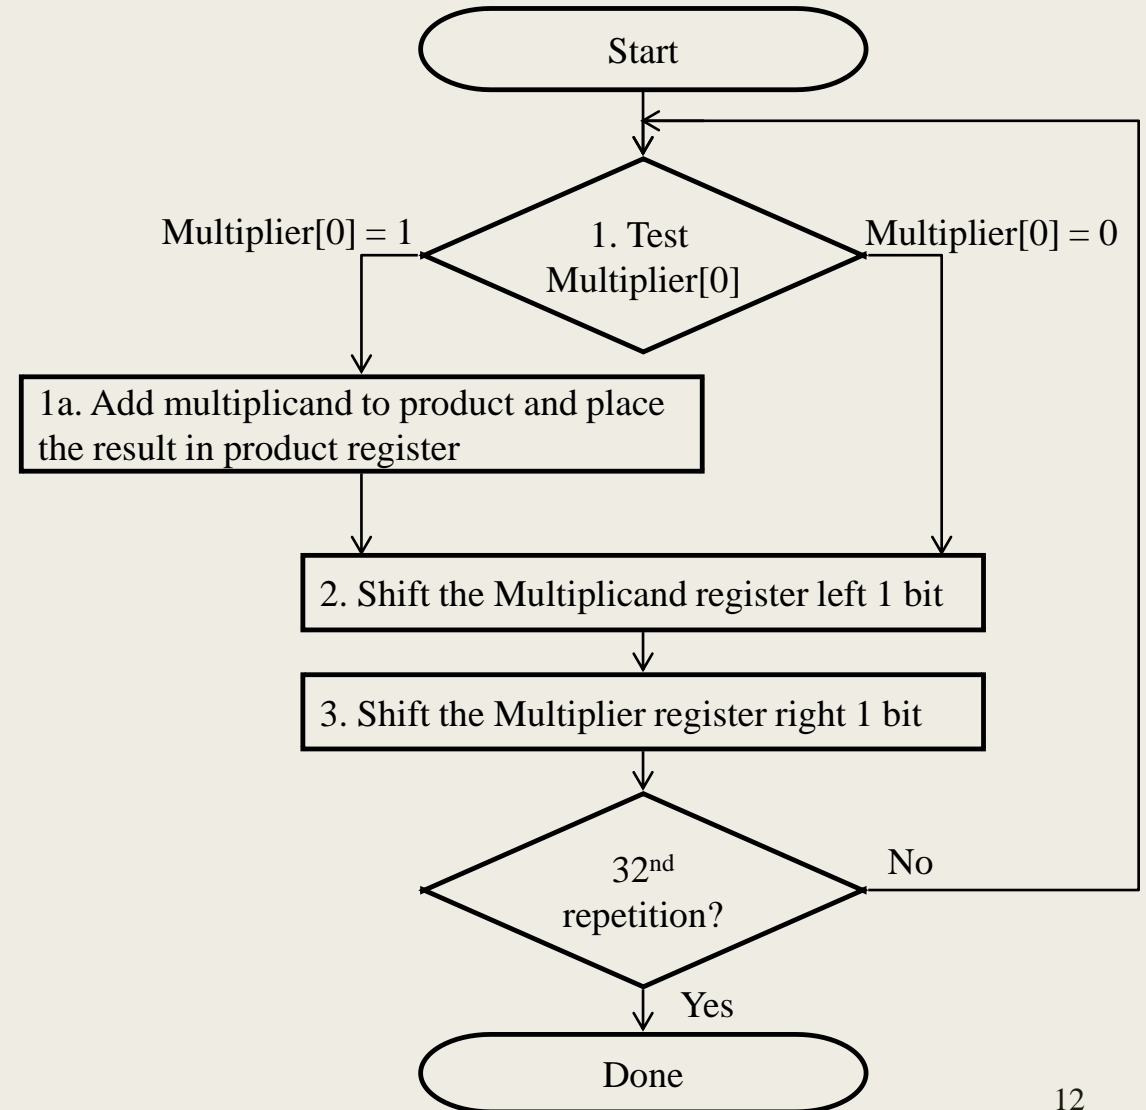 Start
Multiplier[0] = 1
1. Test
Multiplier[0]
Multiplier[0] = 0
1a. Add multiplicand to product and place
the result in product register
2. Shift the Multiplicand register left 1 bit
3. Shift the Multiplier register right 1 bit
32nd
repetition?
No
Yes
Done
12